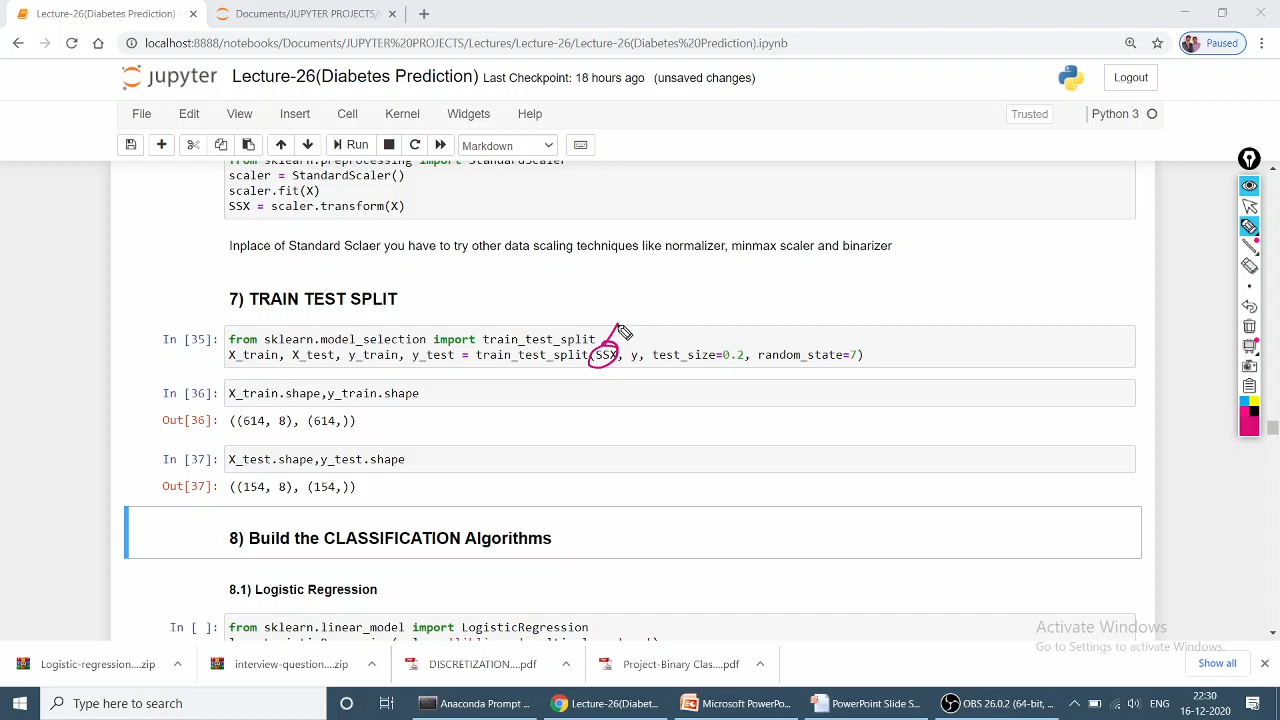 Lecture-26(Diabetes Prediction)
Documents/JUPYTER PROJECTS/
localhost:8888/notebooks/Documents/JUPYTER%20PROJECTS/Lectures/Lecture-26/Lecture-26(Diabetes%20Prediction).ipynb
Paused
jupyter Lecture-26(Diabetes Prediction) Last Checkpoint: 18 hours ago (unsaved changes)
Logout
File Edit View Insert Cell Kernel Widgets Help
Trusted
Python 3
Run
Markdown
from sklearn.preprocessing import StandardScaler
scaler = StandardScaler()
scaler.fit(X)
SSX = scaler.transform(X)
Inplace of Standard Sclaer you have to try other data scaling techniques like normalizer, minmax scaler and binarizer
7) TRAIN TEST SPLIT
In [35]: from sklearn.model_selection import train_test_split
X_train, X_test, y_train, y_test = train_test_split(SSX, y, test_size=0.2, random_state=7)
In [36]: X_train.shape,y_train.shape
Out[36]: ((614, 8), (614,))
In [37]: X_test.shape,y_test.shape
Out[37]: ((154, 8), (154,))
8) Build the CLASSIFICATION Algorithms
8.1) Logistic Regression
In [ ]: from sklearn.linear_model import LogisticRegression
Activate Windows
Go to Settings to activate Windows.
Logistic-regression....zip
interview-question....zip
DISCRETIZATION....pdf
Project-Binary Clas....pdf
Show all
Type here to search
Anaconda Prompt ...
Lecture-26(Diabet...
Microsoft PowerPo...
PowerPoint Slide S...
OBS 26.0.2 (64-bit, ...
ENG
22:30
16-12-2020